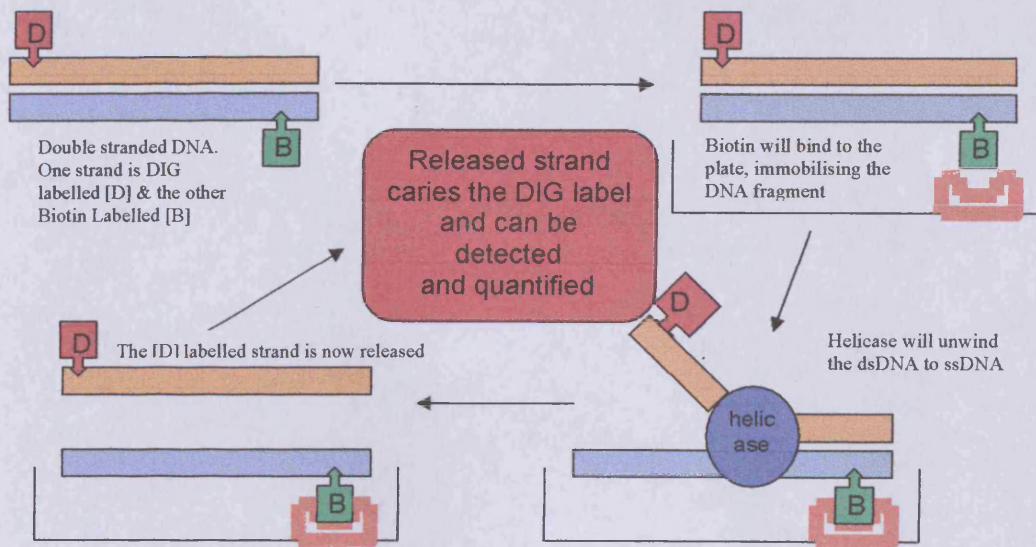 D
B
Double stranded DNA.
One strand is DIG
labelled [D] & the other
Biotin Labelled [B]
D
B
Biotin will bind to the
plate, immobilising the
DNA fragment
Released strand
caries the DIG label
and can be
detected
and quantified
D
Helicase will unwind
the dsDNA to ssDNA
helic
ase
B
D
The [D] labelled strand is now released
B